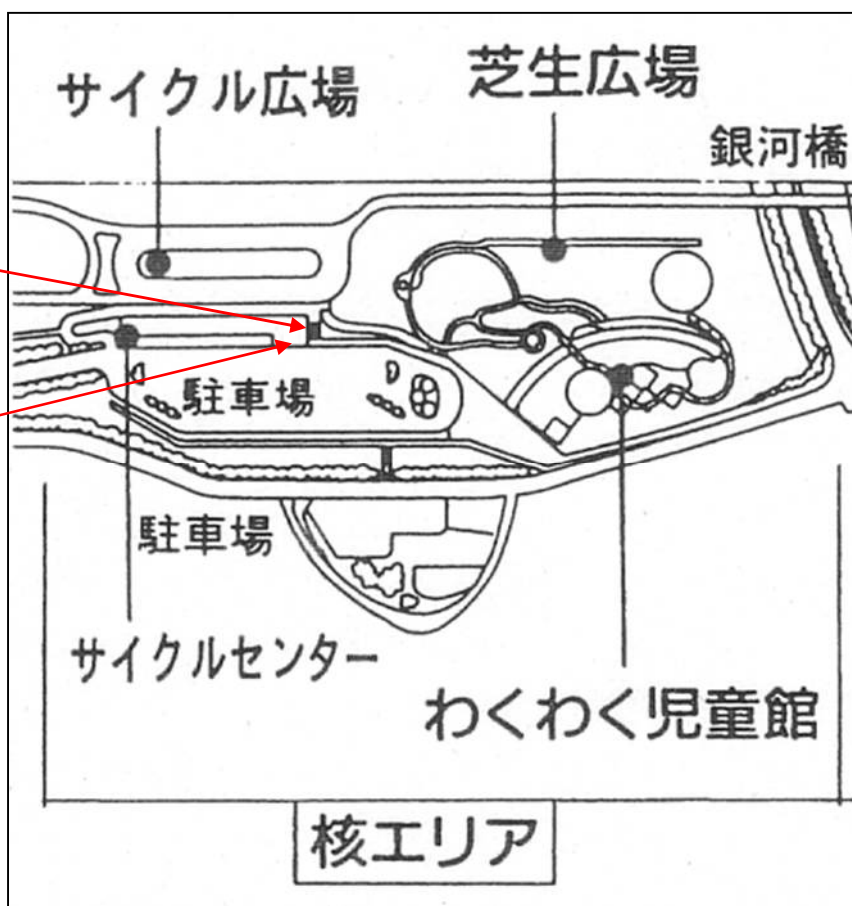 サイクル広場
芝生広場
銀河橋
駐車場
駐車場
サイクルセンター
わくわく児童館
核エリア